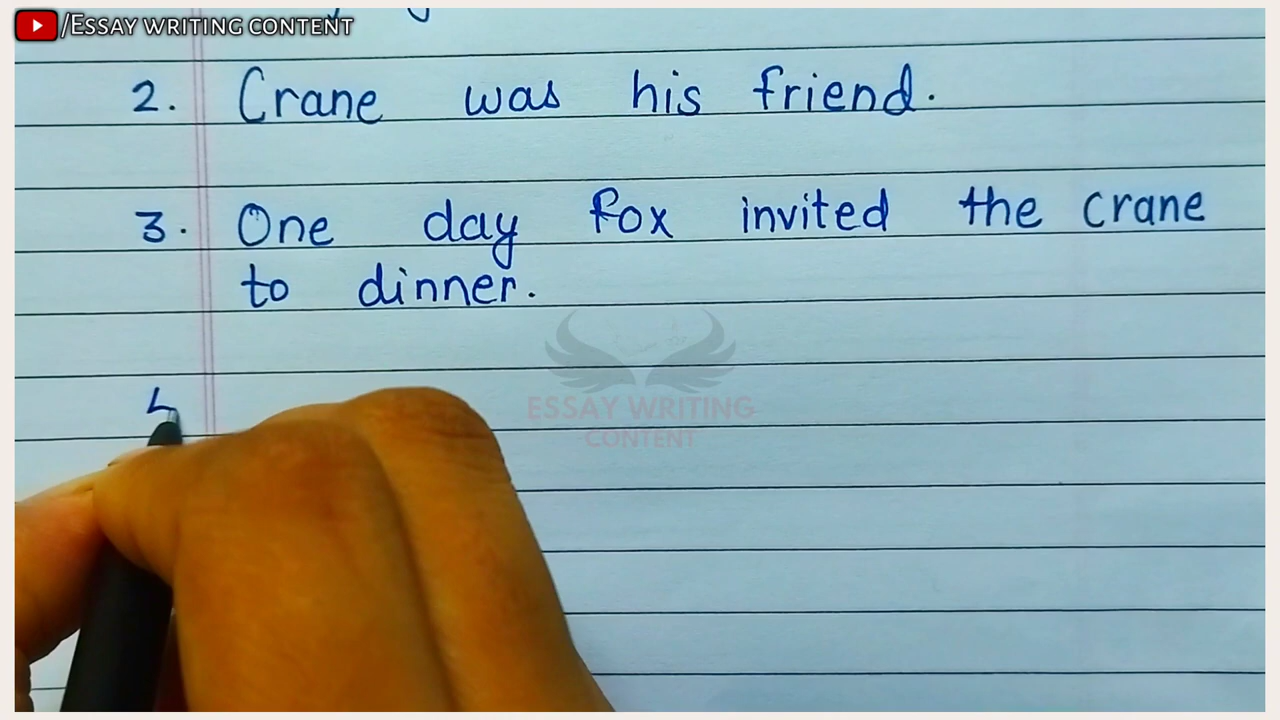 /ESSAY WRITING CONTENT
2. Crane was his friend.
3. One day fox invited the crane
to dinner.
ESSAY WRITING
CONTENT